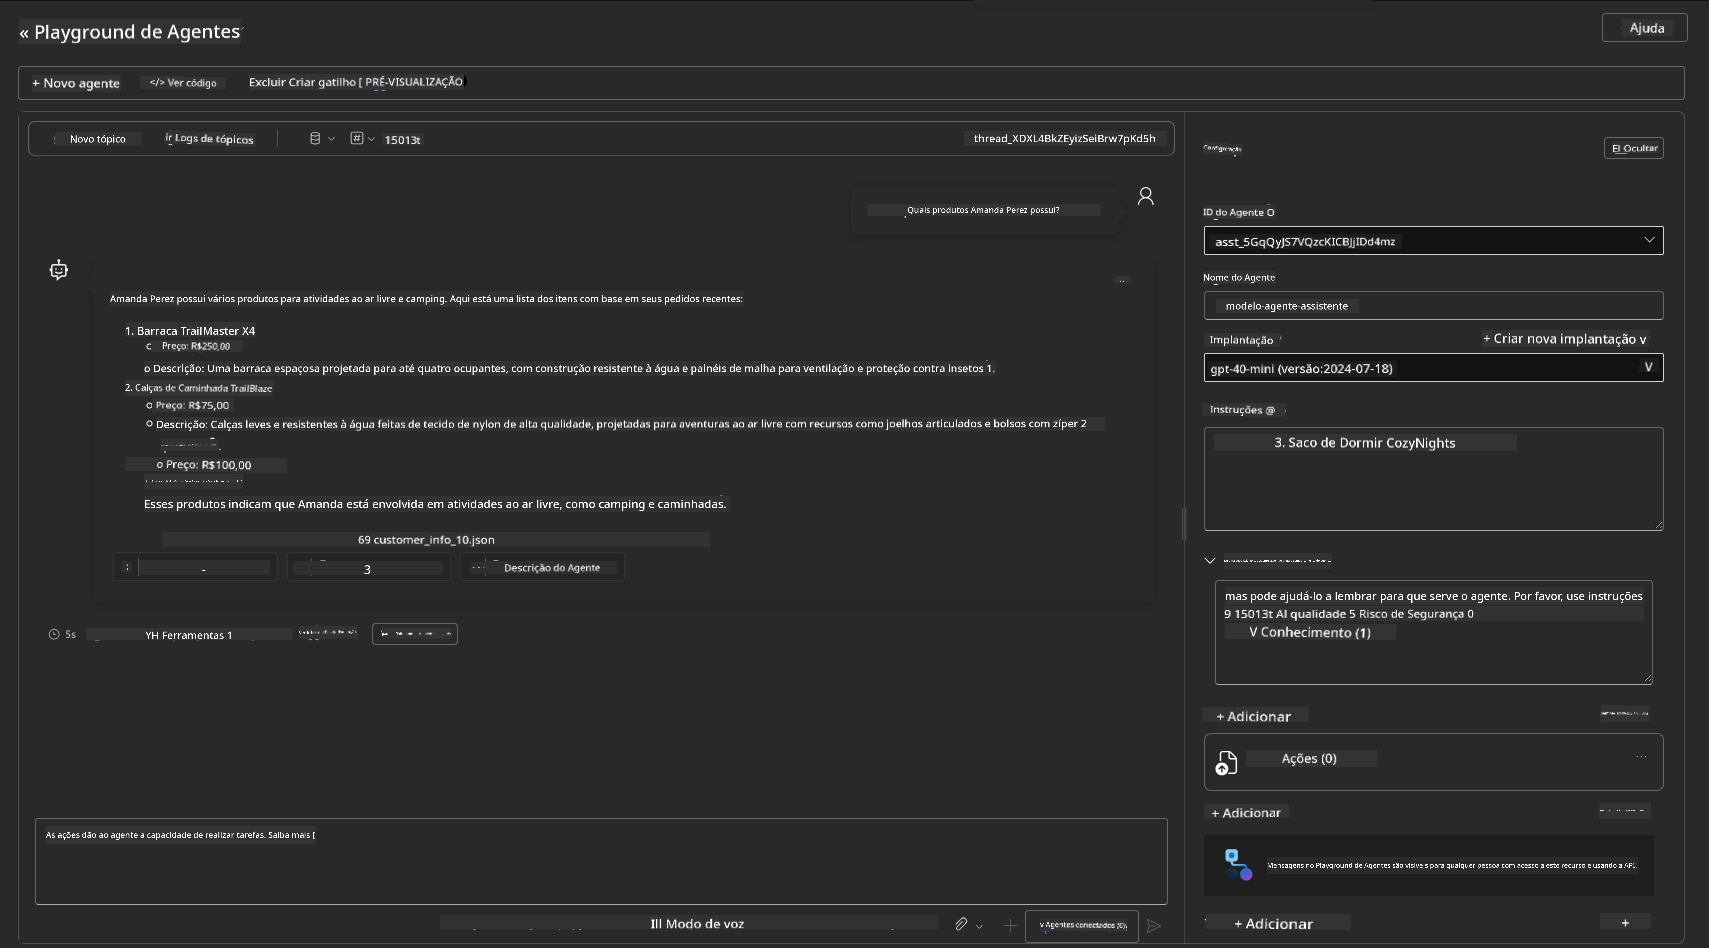 « Playground de Agentes
Ajuda
+ Novo agente </> Ver código Excluir Criar gatilho [ PRÉ-VISUALIZAÇÃO
Novo tópico Logs de tópicos 15013t thread_XDXL4BkZEyizSeiBrw7pKd5h
Quais produtos Amanda Perez possui?
Amanda Perez possui vários produtos para atividades ao ar livre e camping. Aqui está uma lista dos itens com base em seus pedidos recentes:
1. Barraca TrailMaster X4
Preço: R$250,00
o Descrição: Uma barraca espaçosa projetada para até quatro ocupantes, com construção resistente à água e painéis de malha para ventilação e proteção contra insetos 1.
2. Calças de Caminhada TrailBlaze
o Preço: R$75,00
o Descrição: Calças leves e resistentes à água feitas de tecido de nylon de alta qualidade, projetadas para aventuras ao ar livre com recursos como joelhos articulados e bolsos com zíper 2
o Preço: R$100,00
Esses produtos indicam que Amanda está envolvida em atividades ao ar livre, como camping e caminhadas.
69 customer_info_10.json
- 3 Descrição do Agente
5s YH Ferramentas 1
As ações dão ao agente a capacidade de realizar tarefas. Saiba mais [
Ill Modo de voz
v Agentes conectados (0)
Configuração
El Ocultar
ID do Agente O
asst_5GqQyJS7VQzcKICBJjIDd4mz
Nome do Agente
modelo-agente-assistente
Implantação * + Criar nova implantação v
gpt-40-mini (versão:2024-07-18) V
Instruções @
3. Saco de Dormir CozyNights
mas pode ajudá-lo a lembrar para que serve o agente. Por favor, use instruções
9 15013t AI qualidade 5 Risco de Segurança 0
V Conhecimento (1)
+ Adicionar
Ações (0)
...
+ Adicionar
Mensagens no Playground de Agentes são visíveis para qualquer pessoa com acesso a este recurso e usando a API.
+ Adicionar +